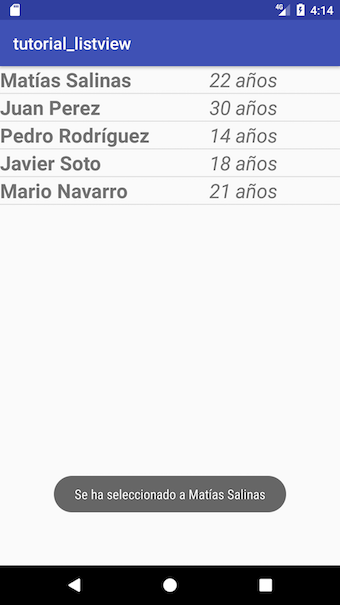 4G 4:14
tutorial_listview
Matías Salinas 22 años
Juan Perez 30 años
Pedro Rodríguez 14 años
Javier Soto 18 años
Mario Navarro 21 años
Se ha seleccionado a Matías Salinas